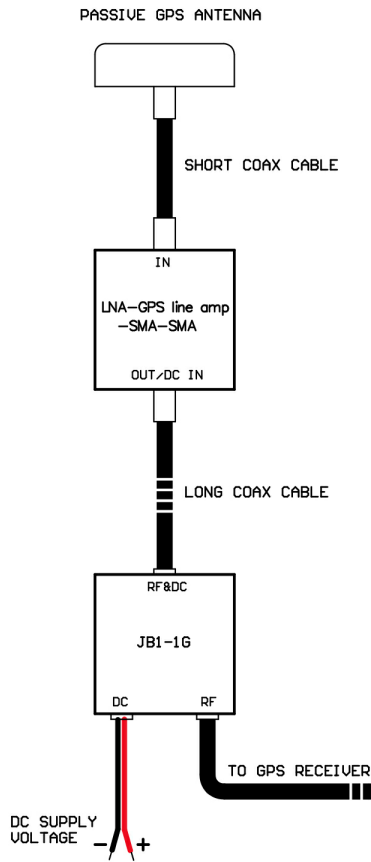 PASSIVE GPS ANTENNA
SHORT COAX CABLE
IN
LNA-GPS line amp
-SMA-SMA
OUT/DC IN
LONG COAX CABLE
RF&DC
JB1-1G
DC RF
TO GPS RECEIVER
DC SUPPLY
VOLTAGE - +